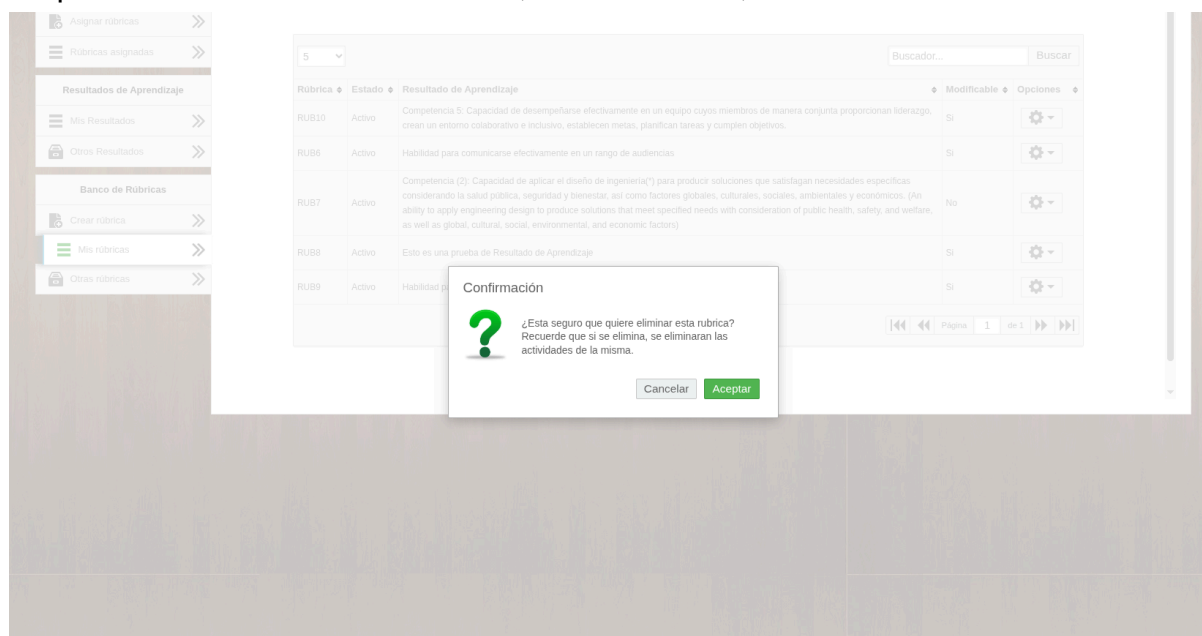 Asignar rúbricas
Rúbricas asignadas
Resultados de Aprendizaje
Mis Resultados
Otros Resultados
Banco de Rúbricas
Crear rúbrica
Mis rúbricas
Otras rúbricas
5
Buscador...
Buscar
Rúbrica Estado Resultado de Aprendizaje Modificable Opciones
RUB10 Activo
Competencia 5: Capacidad de desempeñarse efectivamente en un equipo cuyos miembros de manera conjunta proporcionan liderazgo,
crean un entorno colaborativo e inclusivo, establecen metas, planifican tareas y cumplen objetivos.
Si
RUB6 Activo Habilidad para comunicarse efectivamente en un rango de audiencias Si
RUB7 Activo
Competencia (2): Capacidad de aplicar el diseño de ingeniería(*) para producir soluciones que satisfagan necesidades específicas
considerando la salud pública, seguridad y bienestar, así como factores globales, culturales, sociales, ambientales y económicos. (An
ability to apply engineering design to produce solutions that meet specified needs with consideration of public health, safety, and welfare,
as well as global, cultural, social, environmental, and economic factors)
No
RUB8 Activo Esto es una prueba de Resultado de Aprendizaje Si
RUB9 Activo Habilidad Si
Página 1 de 1
Confirmación
¿Esta seguro que quiere eliminar esta rubrica?
Recuerde que si se elimina, se eliminaran las
actividades de la misma.
Cancelar
Aceptar